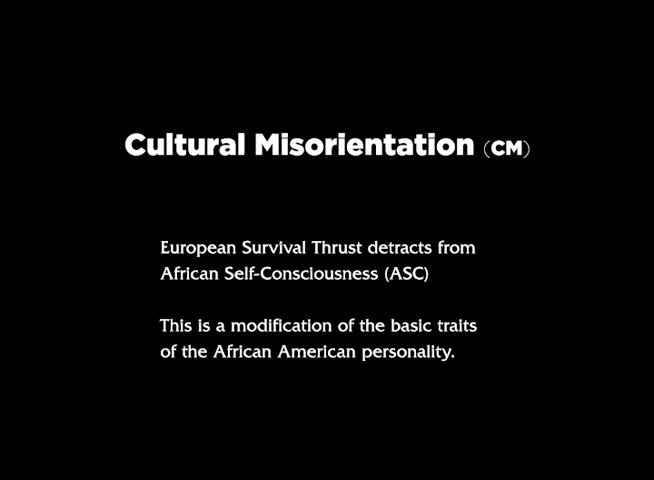 Cultural Misorientation (CM)
European Survival Thrust detracts from
African Self-Consciousness (ASC)
This is a modification of the basic traits
of the African American personality.